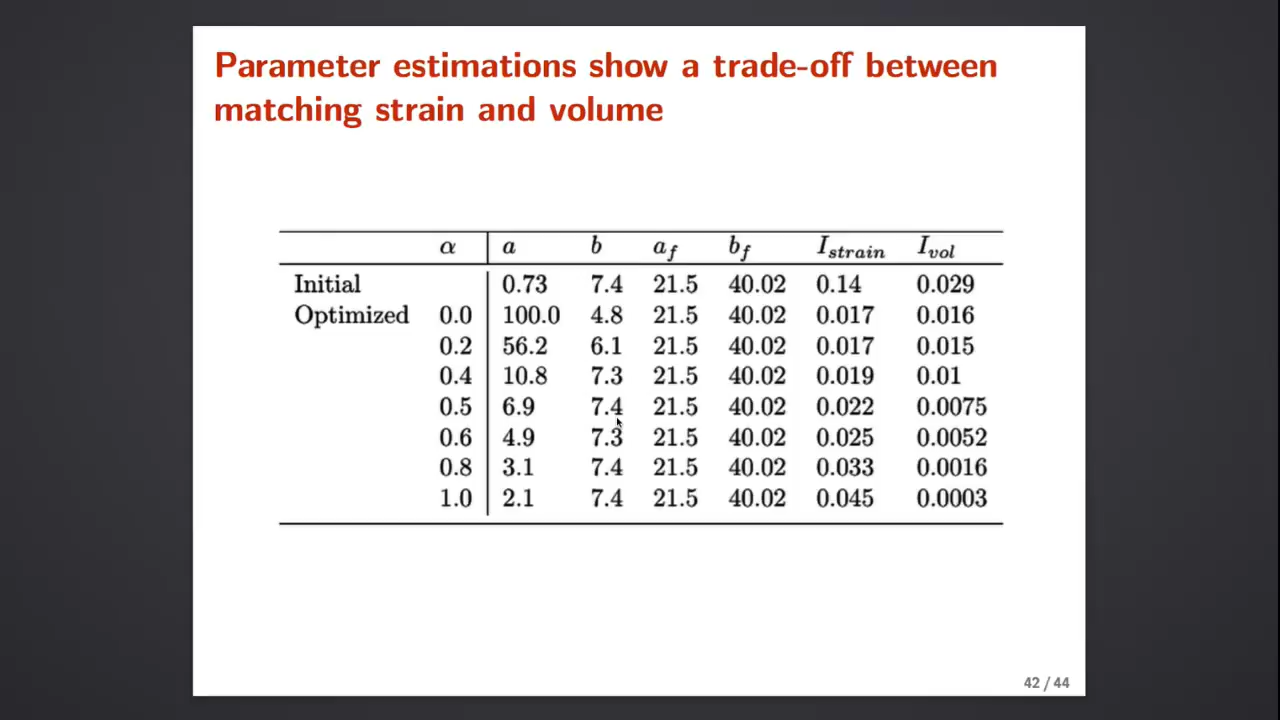 Parameter estimations show a trade-off between
matching strain and volume
α a b a_f b_f I_strain I_vol
Initial 0.73 7.4 21.5 40.02 0.14 0.029
Optimized 0.0 100.0 4.8 21.5 40.02 0.017 0.016
0.2 56.2 6.1 21.5 40.02 0.017 0.015
0.4 10.8 7.3 21.5 40.02 0.019 0.01
0.5 6.9 7.4 21.5 40.02 0.022 0.0075
0.6 4.9 7.3 21.5 40.02 0.025 0.0052
0.8 3.1 7.4 21.5 40.02 0.033 0.0016
1.0 2.1 7.4 21.5 40.02 0.045 0.0003
42 / 44